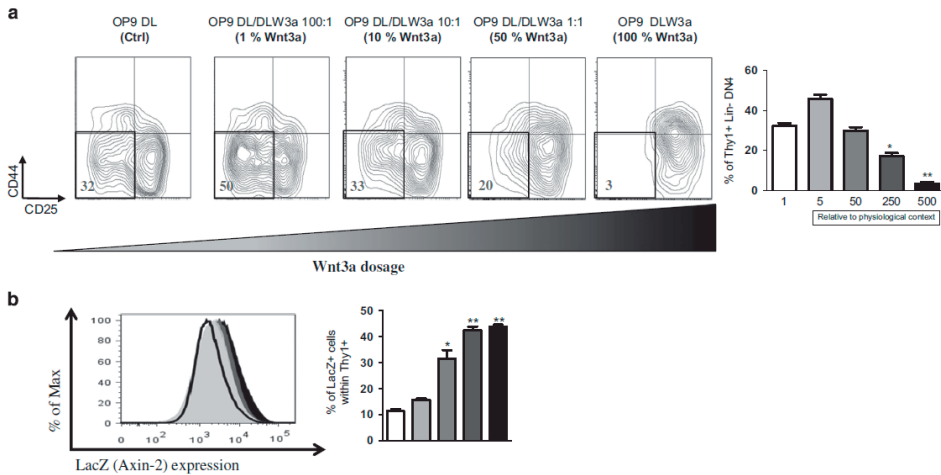 a
OP9 DL
(Ctrl)
OP9 DL/DLW3a 100:1
(1 % Wnt3a)
OP9 DL/DLW3a 10:1
(10 % Wnt3a)
OP9 DL/DLW3a 1:1
(50 % Wnt3a)
OP9 DLW3a
(100% Wnt3a)
32
50
33
20
3
CD44
CD25
Wnt3a dosage
% of Thy1+ Lin- DN4
60
40
20
0
*
**
1 5 50 250 500
Relative to physiological context
b
% of Max
100
80
60
40
20
0
0 10² 10³ 10⁴ 10⁵
LacZ (Axin-2) expression
% of LacZ+ cells
within Thy1+
50
40
30
20
10
0
*
**
**